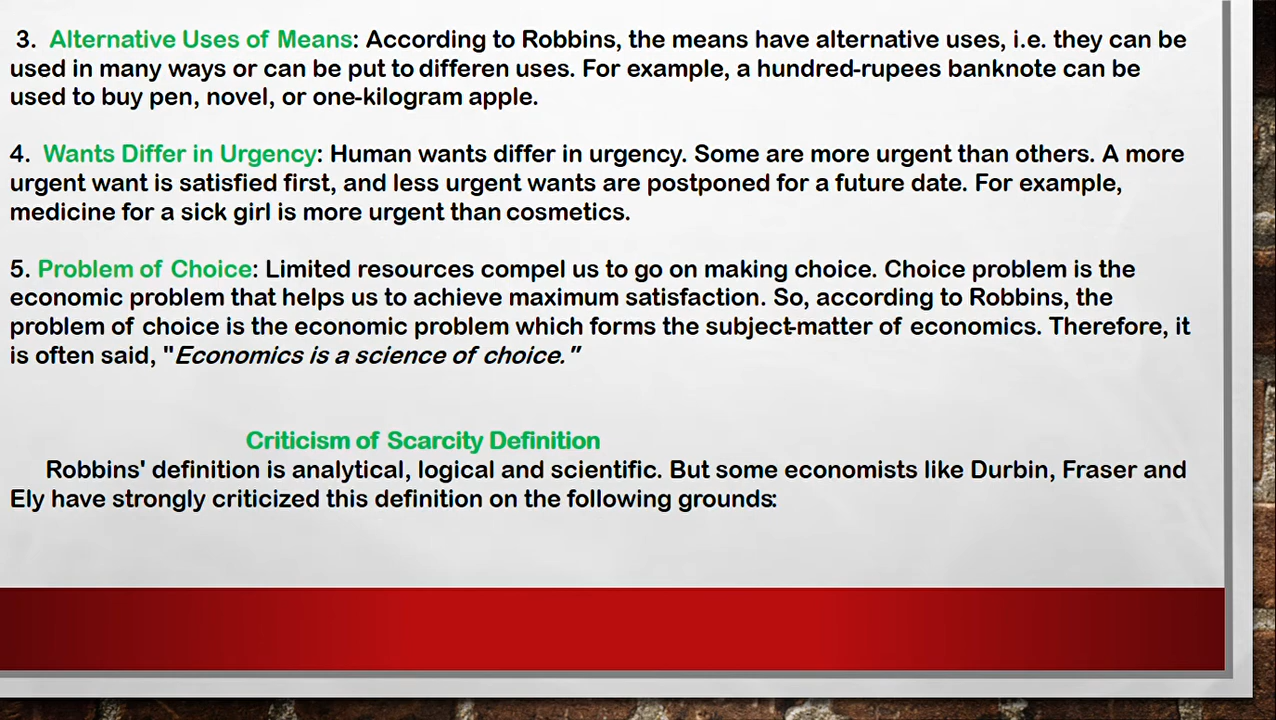 3. Alternative Uses of Means: According to Robbins, the means have alternative uses, i.e. they can be
used in many ways or can be put to differen uses. For example, a hundred-rupees banknote can be
used to buy pen, novel, or one-kilogram apple.
4. Wants Differ in Urgency: Human wants differ in urgency. Some are more urgent than others. A more
urgent want is satisfied first, and less urgent wants are postponed for a future date. For example,
medicine for a sick girl is more urgent than cosmetics.
5. Problem of Choice: Limited resources compel us to go on making choice. Choice problem is the
economic problem that helps us to achieve maximum satisfaction. So, according to Robbins, the
problem of choice is the economic problem which forms the subject-matter of economics. Therefore, it
is often said, "Economics is a science of choice."
Criticism of Scarcity Definition
Robbins' definition is analytical, logical and scientific. But some economists like Durbin, Fraser and
Ely have strongly criticized this definition on the following grounds: